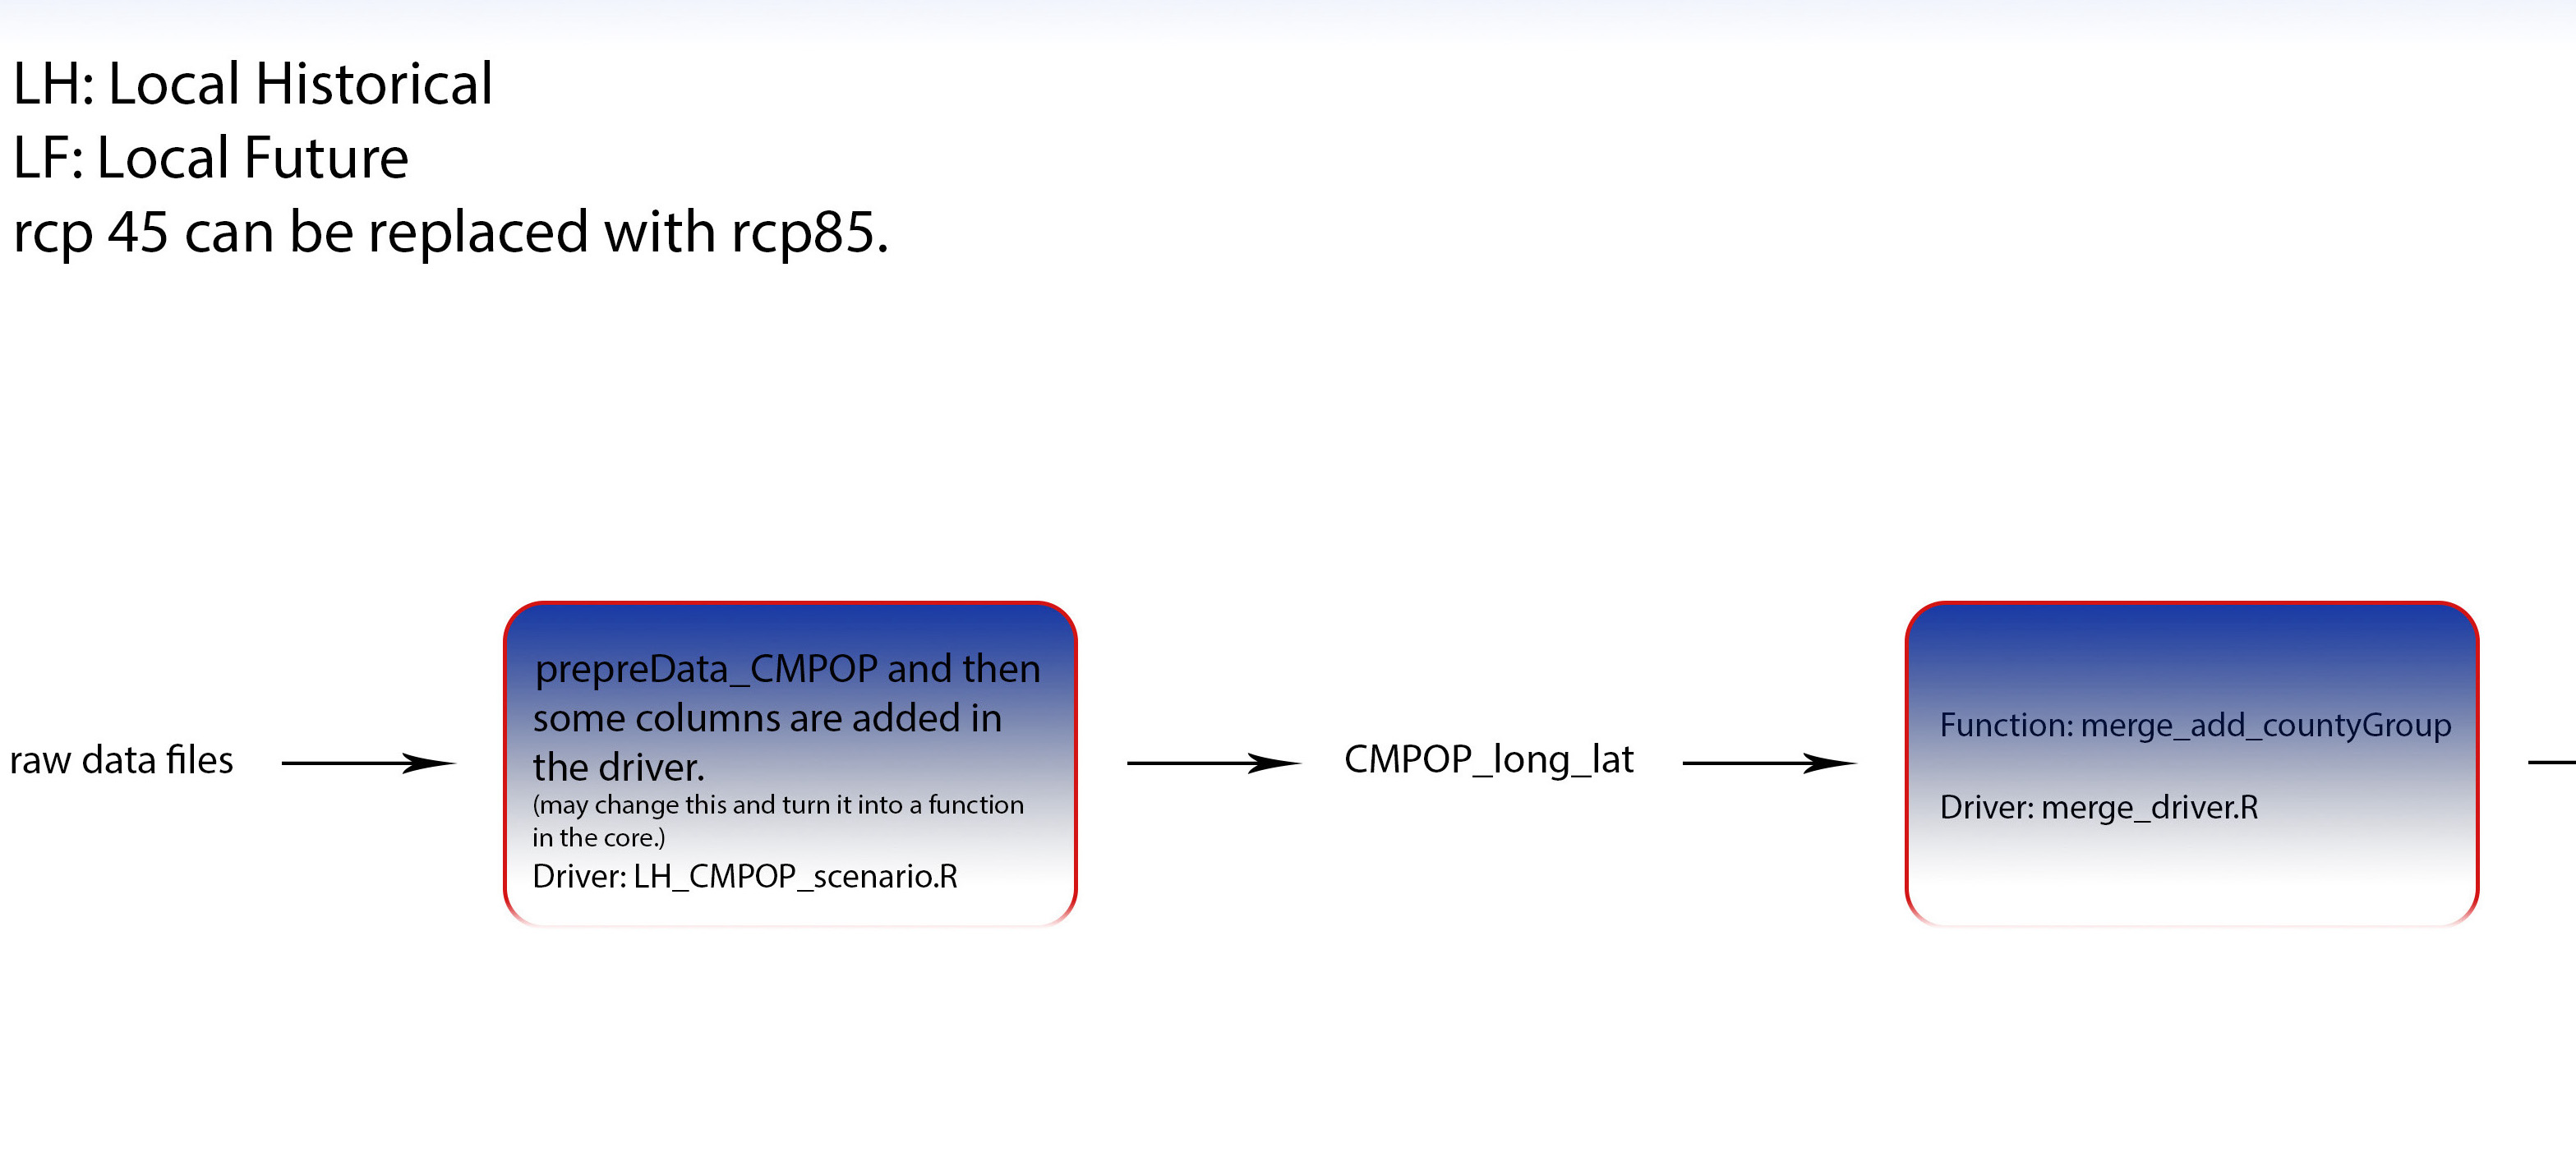 LH: Local Historical
LF: Local Future
rcp 45 can be replaced with rcp85.
raw data files
prepreData_CMPOP and then
some columns are added in
the driver.
(may change this and turn it into a function
in the core.)
Driver: LH_CMPOP_scenario.R
CMPOP_long_lat
Function: merge_add_countyGroup
Driver: merge_driver.R